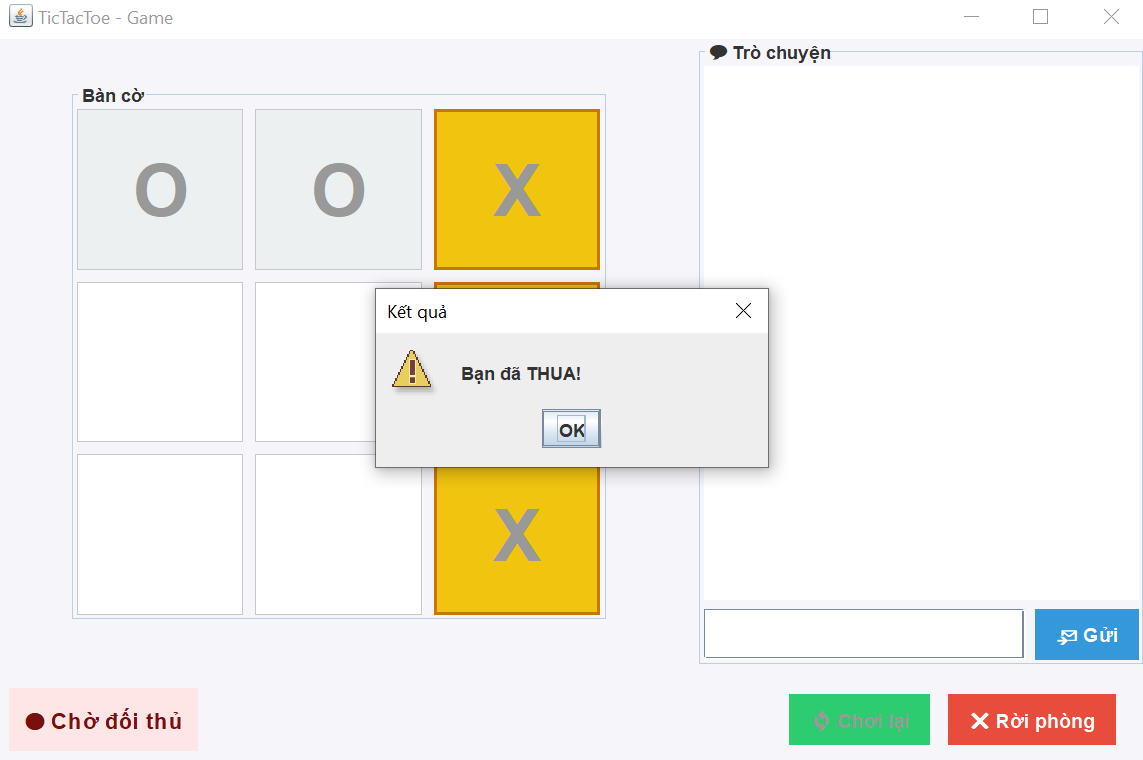 TicTacToe - Game
Trò chuyện
Bàn cờ
O O X
Kết quả
Bạn đã THUA!
OK
X
Gửi
Chờ đối thủ
Chơi lại
Rời phòng